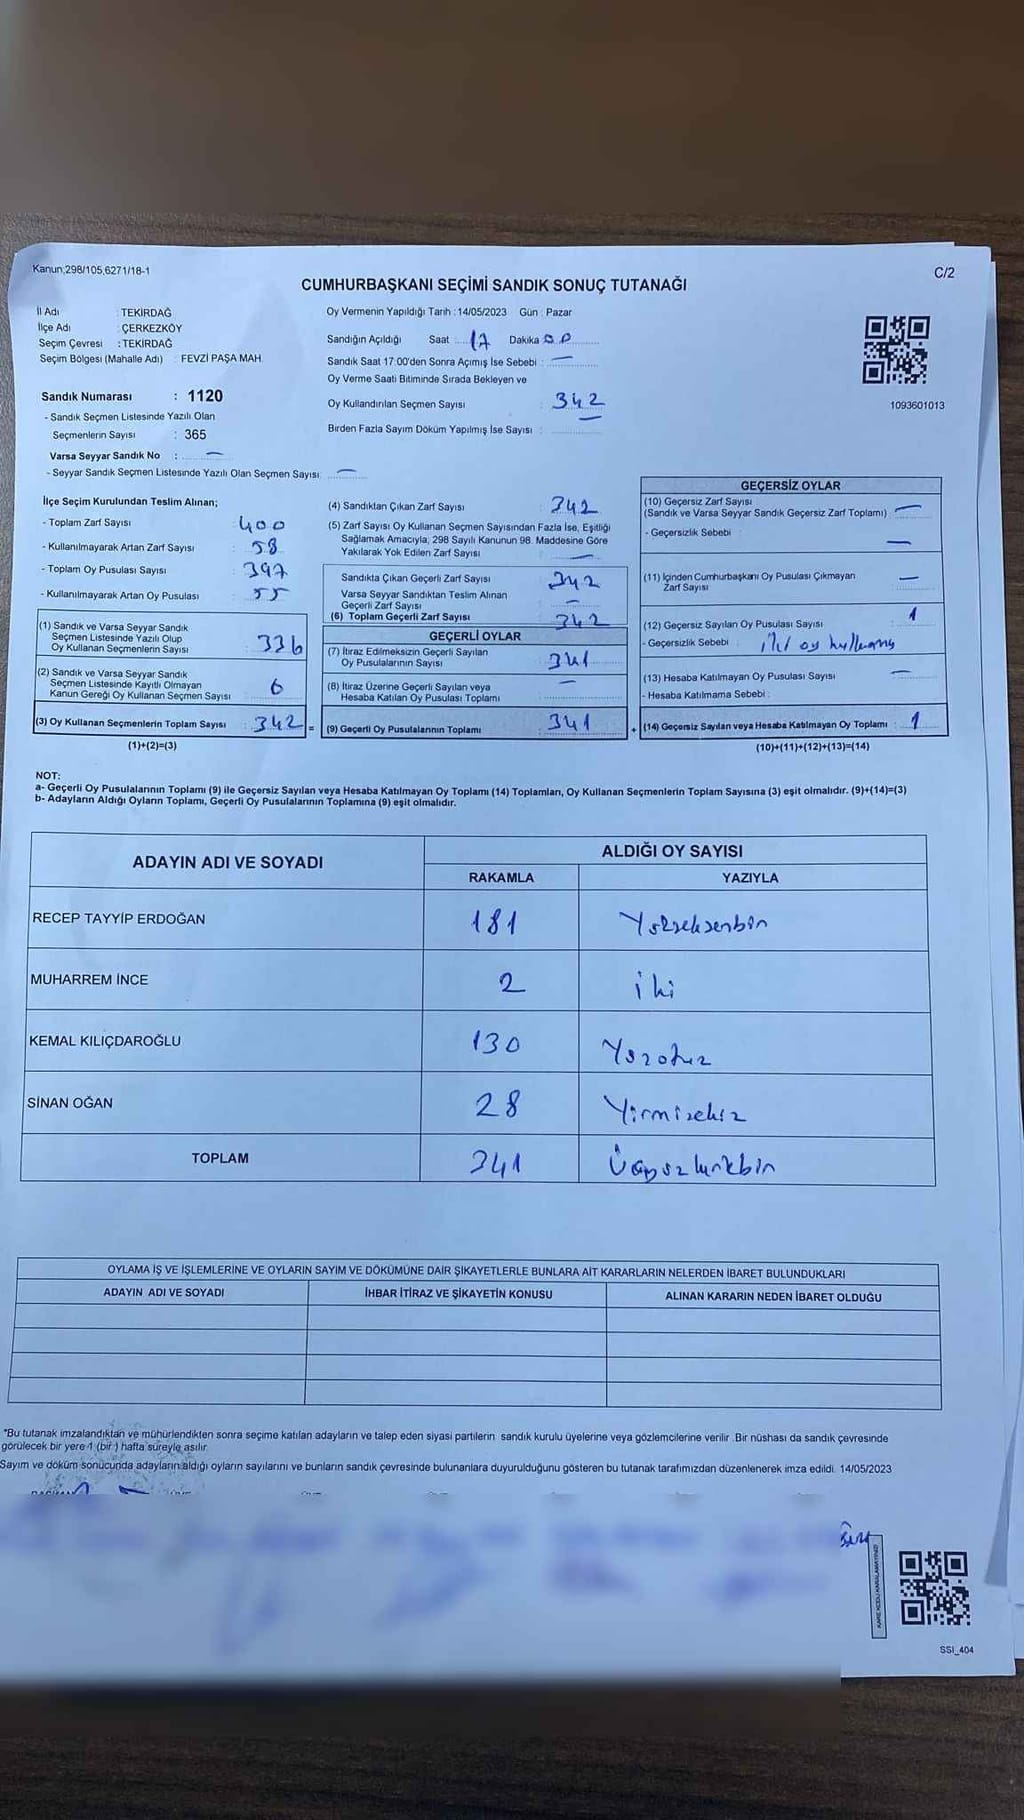 Kanun;298/105,6271/18-1
C/2
CUMHURBAŞKANI SEÇİMİ SANDIK SONUÇ TUTANAĞI
İl Adı : TEKİRDAĞ
İlçe Adı : ÇERKEZKÖY
Seçim Çevresi : TEKİRDAĞ
Seçim Bölgesi (Mahalle Adı) : FEVZİ PAŞA MAH.
Oy Vermenin Yapıldığı Tarih : 14/05/2023 Gün : Pazar
Sandığın Açıldığı Saat 17 Dakika 00
Sandık Saat 17.00'den Sonra Açımış İse Sebebi : —
Oy Verme Saati Bitiminde Sırada Bekleyen ve
Oy Kullandırılan Seçmen Sayısı : 342
Birden Fazla Sayım Döküm Yapılmış İse Sayısı : —
1093601013
Sandık Numarası : 1120
- Sandık Seçmen Listesinde Yazılı Olan
Seçmenlerin Sayısı : 365
Varsa Seyyar Sandık No : —
- Seyyar Sandık Seçmen Listesinde Yazılı Olan Seçmen Sayısı: —
İlçe Seçim Kurulundan Teslim Alınan;
- Toplam Zarf Sayısı : 400
- Kullanılmayarak Artan Zarf Sayısı : 58
- Toplam Oy Pusulası Sayısı : 397
- Kullanılmayarak Artan Oy Pusulası : 55
(1) Sandık ve Varsa Seyyar Sandık
Seçmen Listesinde Yazılı Olup
Oy Kullanan Seçmenlerin Sayısı : 336
(2) Sandık ve Varsa Seyyar Sandık
Seçmen Listesinde Kayıtlı Olmayan
Kanun Gereği Oy Kullanan Seçmen Sayısı : 6
(3) Oy Kullanan Seçmenlerin Toplam Sayısı : 342 =
(1)+(2)=(3)
(4) Sandıktan Çıkan Zarf Sayısı : 342
(5) Zarf Sayısı Oy Kullanan Seçmen Sayısından Fazla İse, Eşitliği
Sağlamak Amacıyla; 298 Sayılı Kanunun 98. Maddesine Göre
Yakılarak Yok Edilen Zarf Sayısı : —
Sandıkta Çıkan Geçerli Zarf Sayısı : 342
Varsa Seyyar Sandıktan Teslim Alınan
Geçerli Zarf Sayısı : —
(6) Toplam Geçerli Zarf Sayısı : 342
GEÇERLİ OYLAR
(7) İtiraz Edilmeksizin Geçerli Sayılan
Oy Pusulalarının Sayısı : 341
(8) İtiraz Üzerine Geçerli Sayılan veya
Hesaba Katılan Oy Pusulası Toplamı : —
(9) Geçerli Oy Pusulalarının Toplamı : 341 +
GEÇERSİZ OYLAR
(10) Geçersiz Zarf Sayısı
(Sandık ve Varsa Seyyar Sandık Geçersiz Zarf Toplamı) : —
- Geçersizlik Sebebi : —
(11) İçinden Cumhurbaşkanı Oy Pusulası Çıkmayan
Zarf Sayısı : —
(12) Geçersiz Sayılan Oy Pusulası Sayısı : 1
- Geçersizlik Sebebi : oy
(13) Hesaba Katılmayan Oy Pusulası Sayısı : —
- Hesaba Katılmama Sebebi :
(14) Geçersiz Sayılan veya Hesaba Katılmayan Oy Toplamı : 1
(10)+(11)+(12)+(13)=(14)
NOT:
a- Geçerli Oy Pusulalarının Toplamı (9) ile Geçersiz Sayılan veya Hesaba Katılmayan Oy Toplamı (14) Toplamları, Oy Kullanan Seçmenlerin Toplam Sayısına (3) eşit olmalıdır. (9)+(14)=(3)
b- Adayların Aldığı Oyların Toplamı, Geçerli Oy Pusulalarının Toplamına (9) eşit olmalıdır.
ADAYIN ADI VE SOYADI ALDIĞI OY SAYISI
RAKAMLA YAZIYLA
RECEP TAYYİP ERDOĞAN 181 Yüzseksenbir
MUHARREM İNCE 2 iki
KEMAL KILIÇDAROĞLU 130 Yüzotuz
SİNAN OĞAN 28 Yirmisekiz
TOPLAM 341 Üçyüzkırkbir
OYLAMA İŞ VE İŞLEMLERİNE VE OYLARIN SAYIM VE DÖKÜMÜNE DAİR ŞİKAYETLERLE BUNLARA AİT KARARLARIN NELERDEN İBARET BULUNDUKLARI
ADAYIN ADI VE SOYADI İHBAR İTİRAZ VE ŞİKAYETİN KONUSU ALINAN KARARIN NEDEN İBARET OLDUĞU
*Bu tutanak imzalandıktan ve mühürlendikten sonra seçime katılan adayların ve talep eden siyasi partilerin sandık kurulu üyelerine veya gözlemcilerine verilir. Bir nüshası da sandık çevresinde
görülecek bir yere 1 (bir ) hafta süreyle asılır.
Sayım ve döküm sonucunda adayların aldığı oyların sayılarını ve bunların sandık çevresinde bulunanlara duyurulduğunu gösteren bu tutanak tarafımızdan düzenlenerek imza edildi. 14/05/2023
KARE KODU KARALAMAYINIZ!
SSI_404